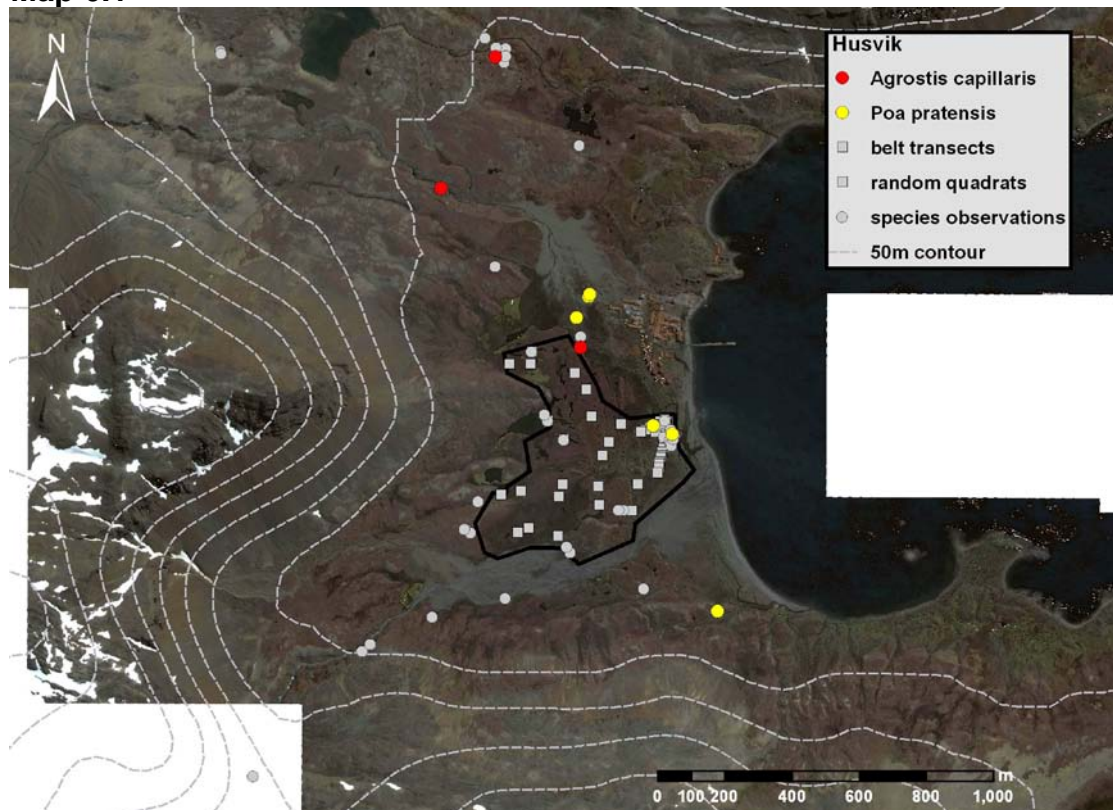 N
Husvik
Agrostis capillaris
Poa pratensis
belt transects
random quadrats
species observations
50m contour
m
0 100 200 400 600 800 1,000